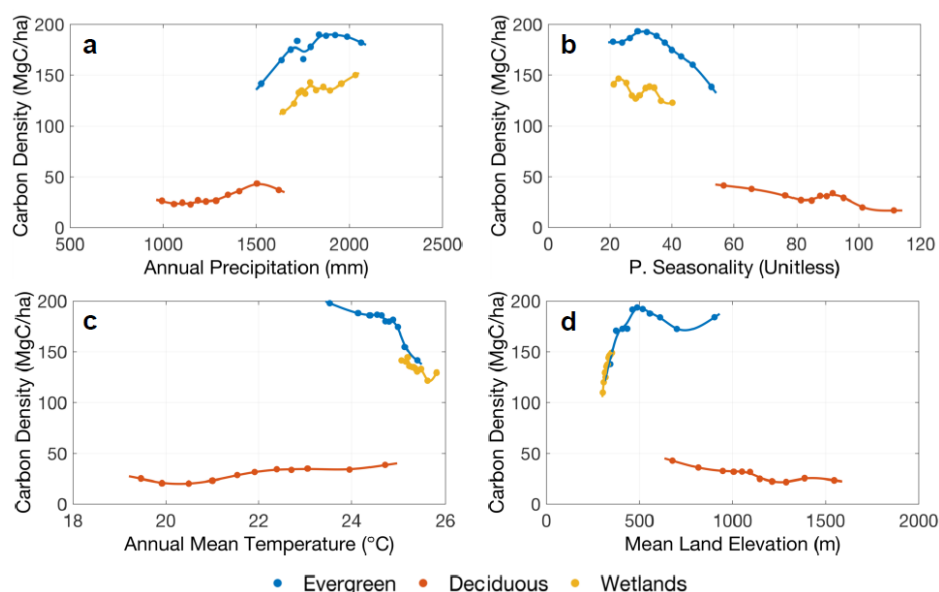 Carbon Density (MgC/ha)
200
150
100
50
0
a
500
1000
1500
2000
2500
Annual Precipitation (mm)
Carbon Density (MgC/ha)
200
150
100
50
0
b
0
20
40
60
80
100
120
P. Seasonality (Unitless)
Carbon Density (MgC/ha)
200
150
100
50
0
c
18
20
22
24
26
Annual Mean Temperature (°C)
Carbon Density (MgC/ha)
200
150
100
50
0
d
0
500
1000
1500
2000
Mean Land Elevation (m)
Evergreen
Deciduous
Wetlands